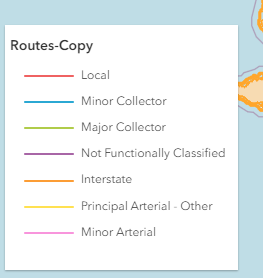 Routes-Copy
Local
Minor Collector
Major Collector
Not Functionally Classified
Interstate
Principal Arterial - Other
Minor Arterial